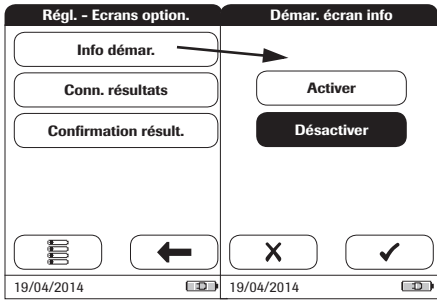 Régl. - Ecrans option.
Info démar.
Conn. résultats
Confirmation résult.
19/04/2014
Démar. écran info
Activer
Désactiver
19/04/2014